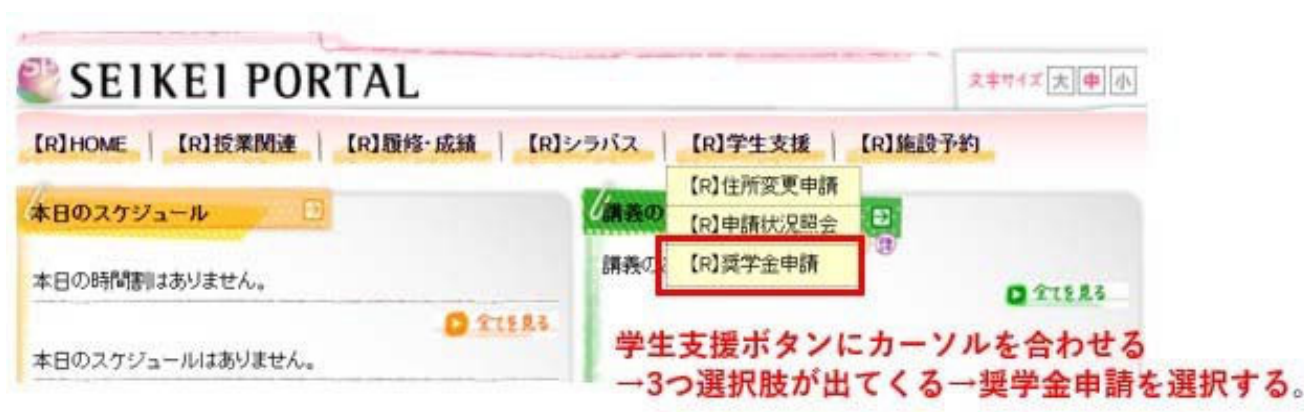 SEIKEI PORTAL
文字サイズ 大 中 小
【R】HOME 【R】授業関連 【R】履修・成績 【R】シラバス 【R】学生支援 【R】施設予約
【R】住所変更申請
【R】申請状況照会
【R】奨学金申請
本日のスケジュール
本日の時間割はありません。
全てを見る
本日のスケジュールはありません。
講義の
講義の
全てを見る
学生支援ボタンにカーソルを合わせる
→3つ選択肢が出てくる→奨学金申請を選択する。